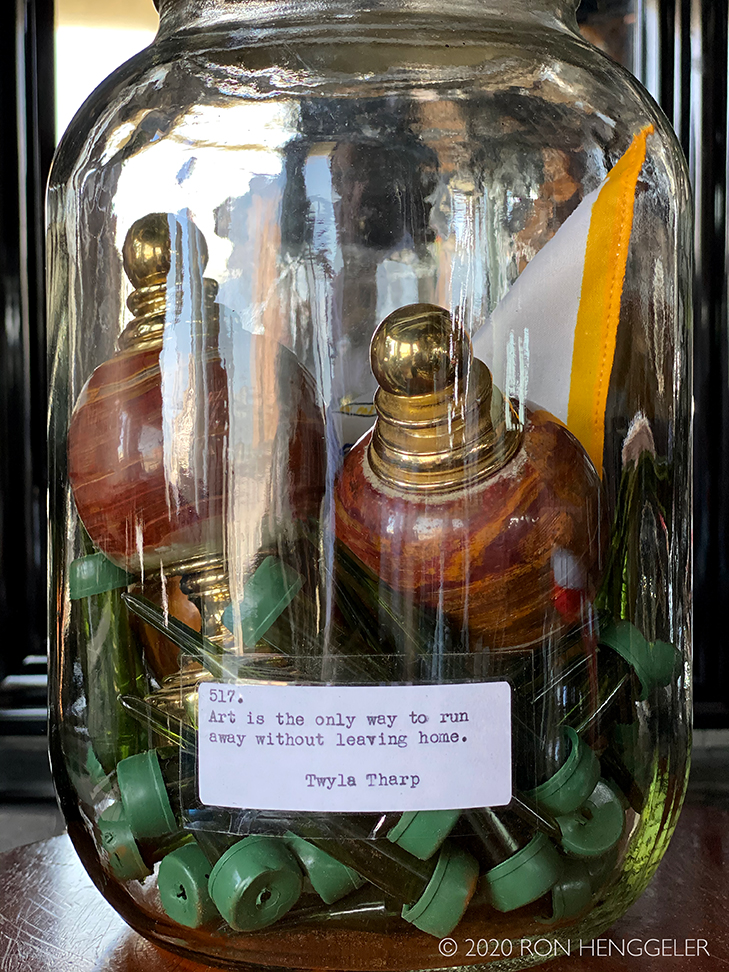 517.
Art is the only way to run
away without leaving home.
Twyla Tharp
© 2020 RON HENGGELER